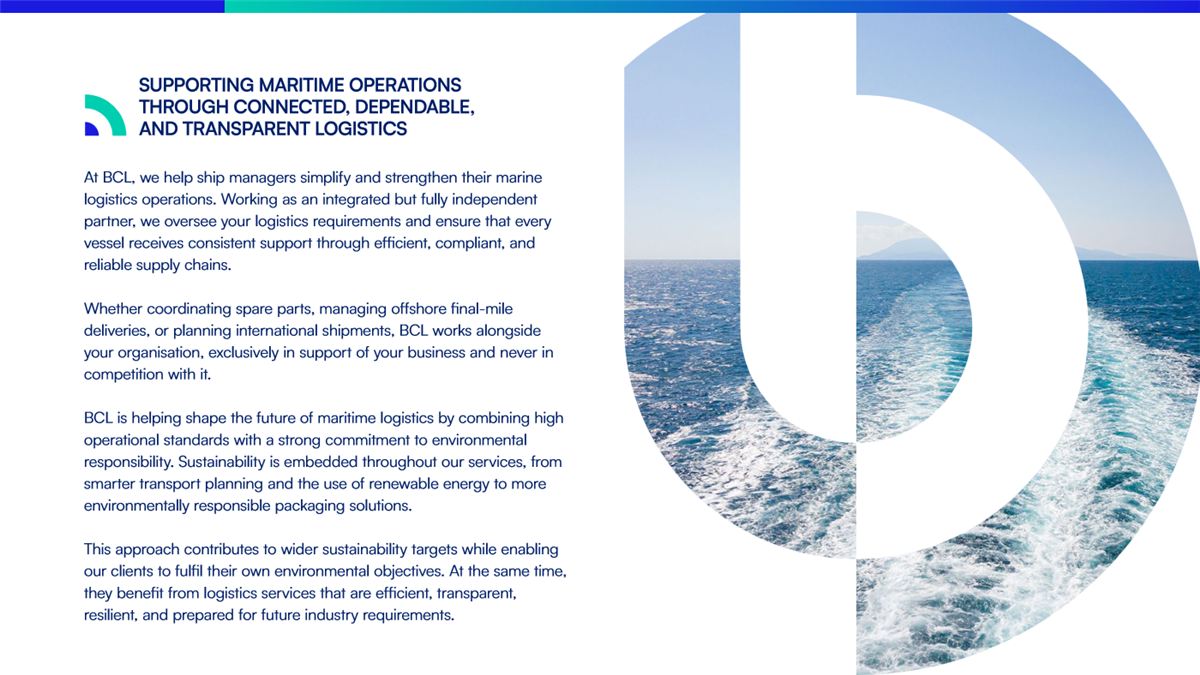 SUPPORTING MARITIME OPERATIONS
THROUGH CONNECTED, DEPENDABLE,
AND TRANSPARENT LOGISTICS
At BCL, we help ship managers simplify and strengthen their marine
logistics operations. Working as an integrated but fully independent
partner, we oversee your logistics requirements and ensure that every
vessel receives consistent support through efficient, compliant, and
reliable supply chains.
Whether coordinating spare parts, managing offshore final-mile
deliveries, or planning international shipments, BCL works alongside
your organisation, exclusively in support of your business and never in
competition with it.
BCL is helping shape the future of maritime logistics by combining high
operational standards with a strong commitment to environmental
responsibility. Sustainability is embedded throughout our services, from
smarter transport planning and the use of renewable energy to more
environmentally responsible packaging solutions.
This approach contributes to wider sustainability targets while enabling
our clients to fulfil their own environmental objectives. At the same time,
they benefit from logistics services that are efficient, transparent,
resilient, and prepared for future industry requirements.